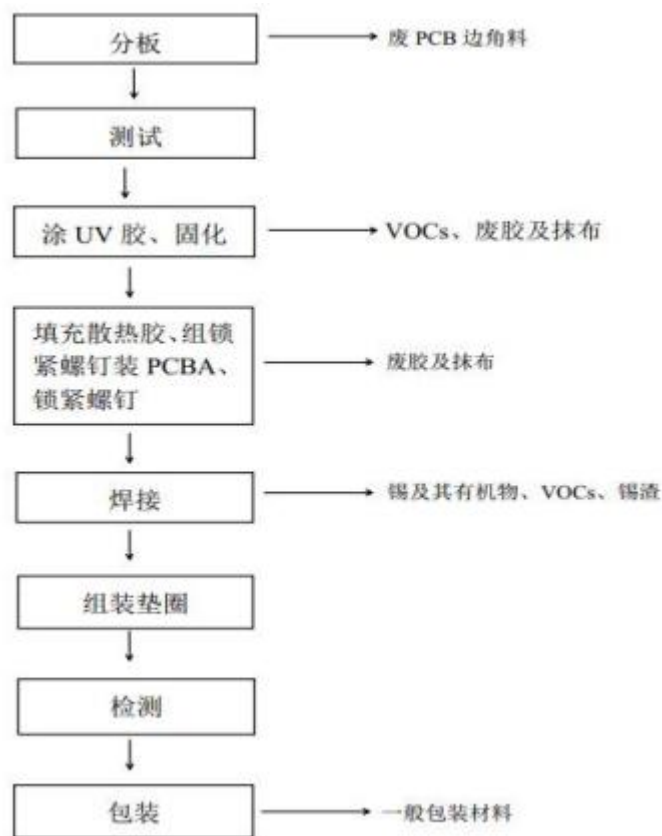 分板
废 PCB 边角料
测试
涂 UV 胶、固化
VOCs、废胶及抹布
填充散热胶、组锁
紧螺钉装 PCBA、
锁紧螺钉
废胶及抹布
焊接
锡及其有机物、VOCs、锡渣
组装垫圈
检测
包装
一般包装材料